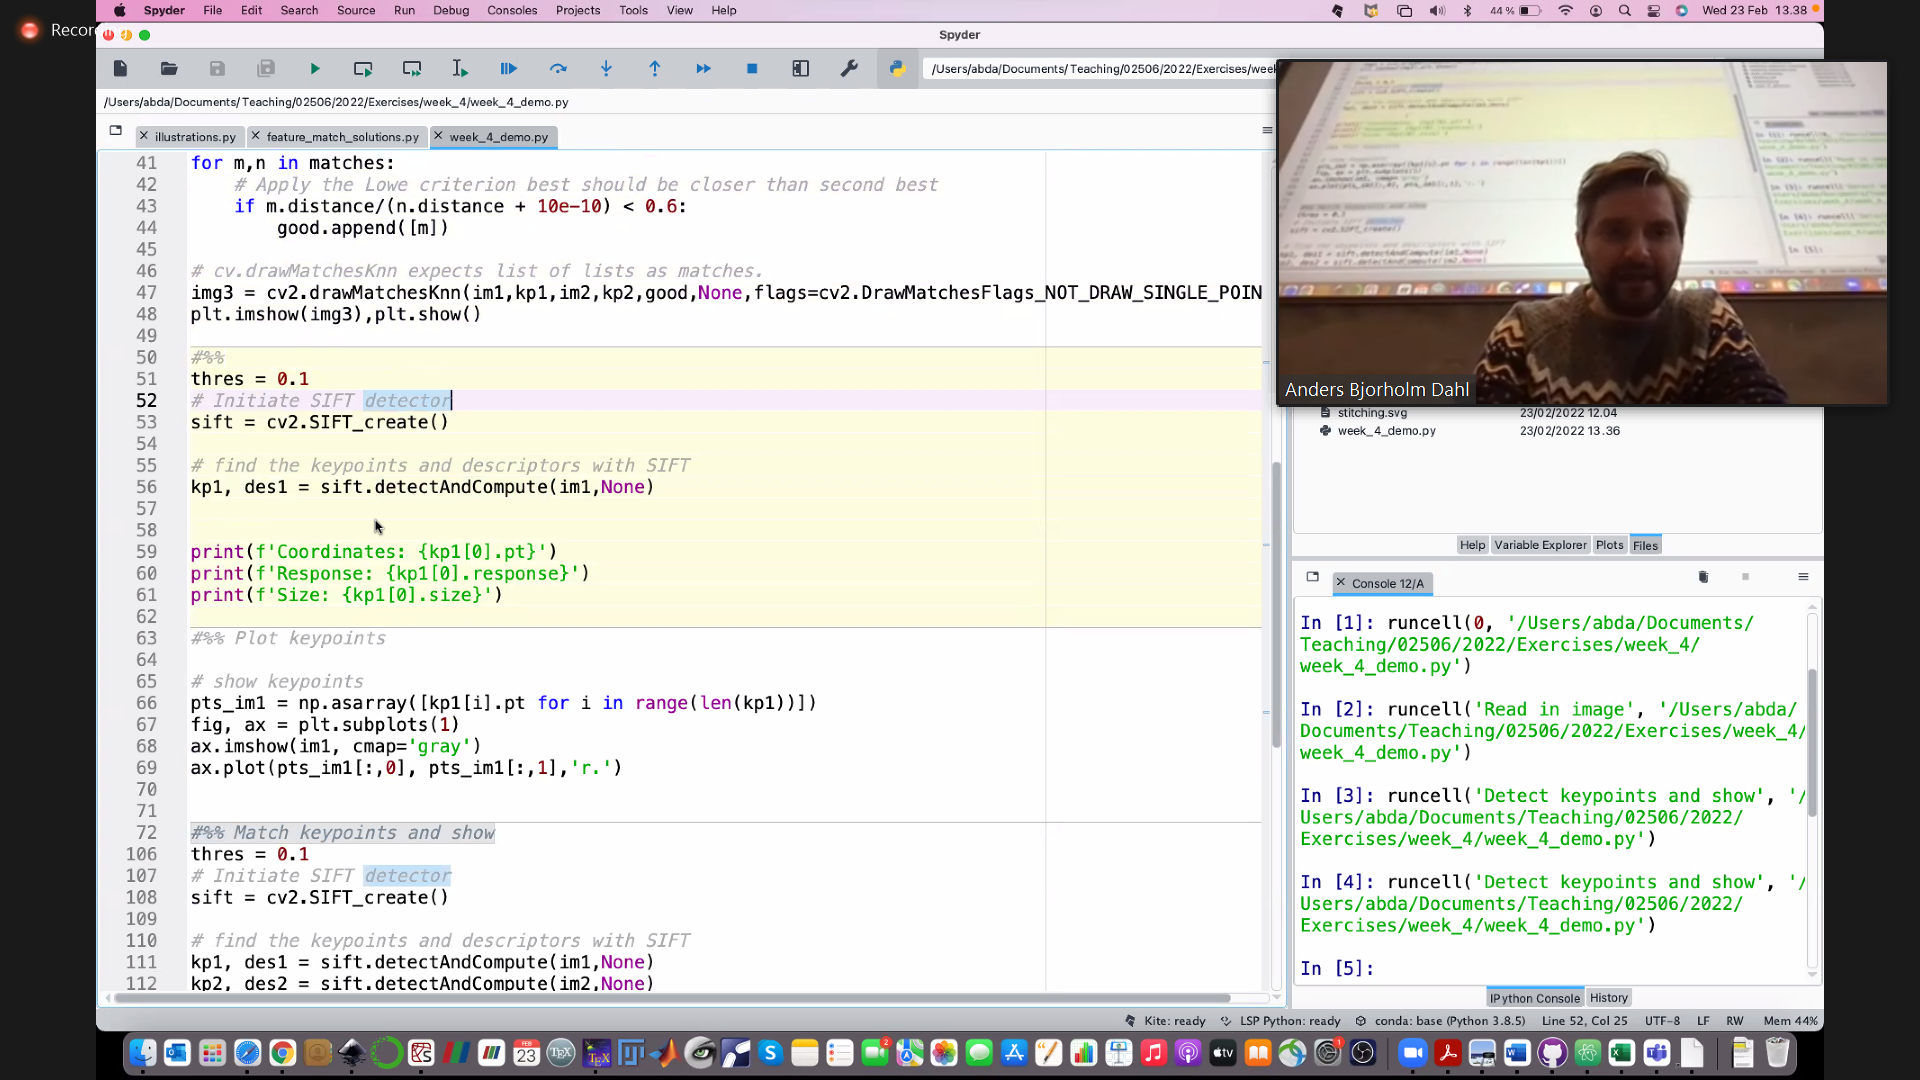 Spyder File Edit Search Source Run Debug Consoles Projects Tools View Help 44% Wed 23 Feb 13.38
Recor
Spyder
/Users/abda/Documents/Teaching/02506/2022/Exercises/wee
/Users/abda/Documents/Teaching/02506/2022/Exercises/week_4/week_4_demo.py
illustrations.py feature_match_solutions.py week_4_demo.py
41 for m,n in matches:
42 # Apply the Lowe criterion best should be closer than second best
43 if m.distance/(n.distance + 10e-10) < 0.6:
44 good.append([m])
45
46 # cv.drawMatchesKnn expects list of lists as matches.
47 img3 = cv2.drawMatchesKnn(im1,kp1,im2,kp2,good,None,flags=cv2.DrawMatchesFlags_NOT_DRAW_SINGLE_POIN
48 plt.imshow(img3),plt.show()
49
50 #%%
51 thres = 0.1
52 # Initiate SIFT detector
53 sift = cv2.SIFT_create()
54
55 # find the keypoints and descriptors with SIFT
56 kp1, des1 = sift.detectAndCompute(im1,None)
57
58
59 print(f'Coordinates: {kp1[0].pt}')
60 print(f'Response: {kp1[0].response}')
61 print(f'Size: {kp1[0].size}')
62
63 #%% Plot keypoints
64
65 # show keypoints
66 pts_im1 = np.asarray([kp1[i].pt for i in range(len(kp1))])
67 fig, ax = plt.subplots(1)
68 ax.imshow(im1, cmap='gray')
69 ax.plot(pts_im1[:,0], pts_im1[:,1],'r.')
70
71
72 #%% Match keypoints and show
106 thres = 0.1
107 # Initiate SIFT detector
108 sift = cv2.SIFT_create()
109
110 # find the keypoints and descriptors with SIFT
111 kp1, des1 = sift.detectAndCompute(im1,None)
112 kp2, des2 = sift.detectAndCompute(im2,None)
Anders Bjorholm Dahl
stitching.svg 23/02/2022 12.04
week_4_demo.py 23/02/2022 13.36
Help Variable Explorer Plots Files
Console 12/A
In [1]: runcell(0, '/Users/abda/Documents/
Teaching/02506/2022/Exercises/week_4/
week_4_demo.py')
In [2]: runcell('Read in image', '/Users/abda/
Documents/Teaching/02506/2022/Exercises/week_4/
week_4_demo.py')
In [3]: runcell('Detect keypoints and show', '/
Users/abda/Documents/Teaching/02506/2022/
Exercises/week_4/week_4_demo.py')
In [4]: runcell('Detect keypoints and show', '/
Users/abda/Documents/Teaching/02506/2022/
Exercises/week_4/week_4_demo.py')
In [5]:
IPython Console History
Kite: ready LSP Python: ready conda: base (Python 3.8.5) Line 52, Col 25 UTF-8 LF RW Mem 44%